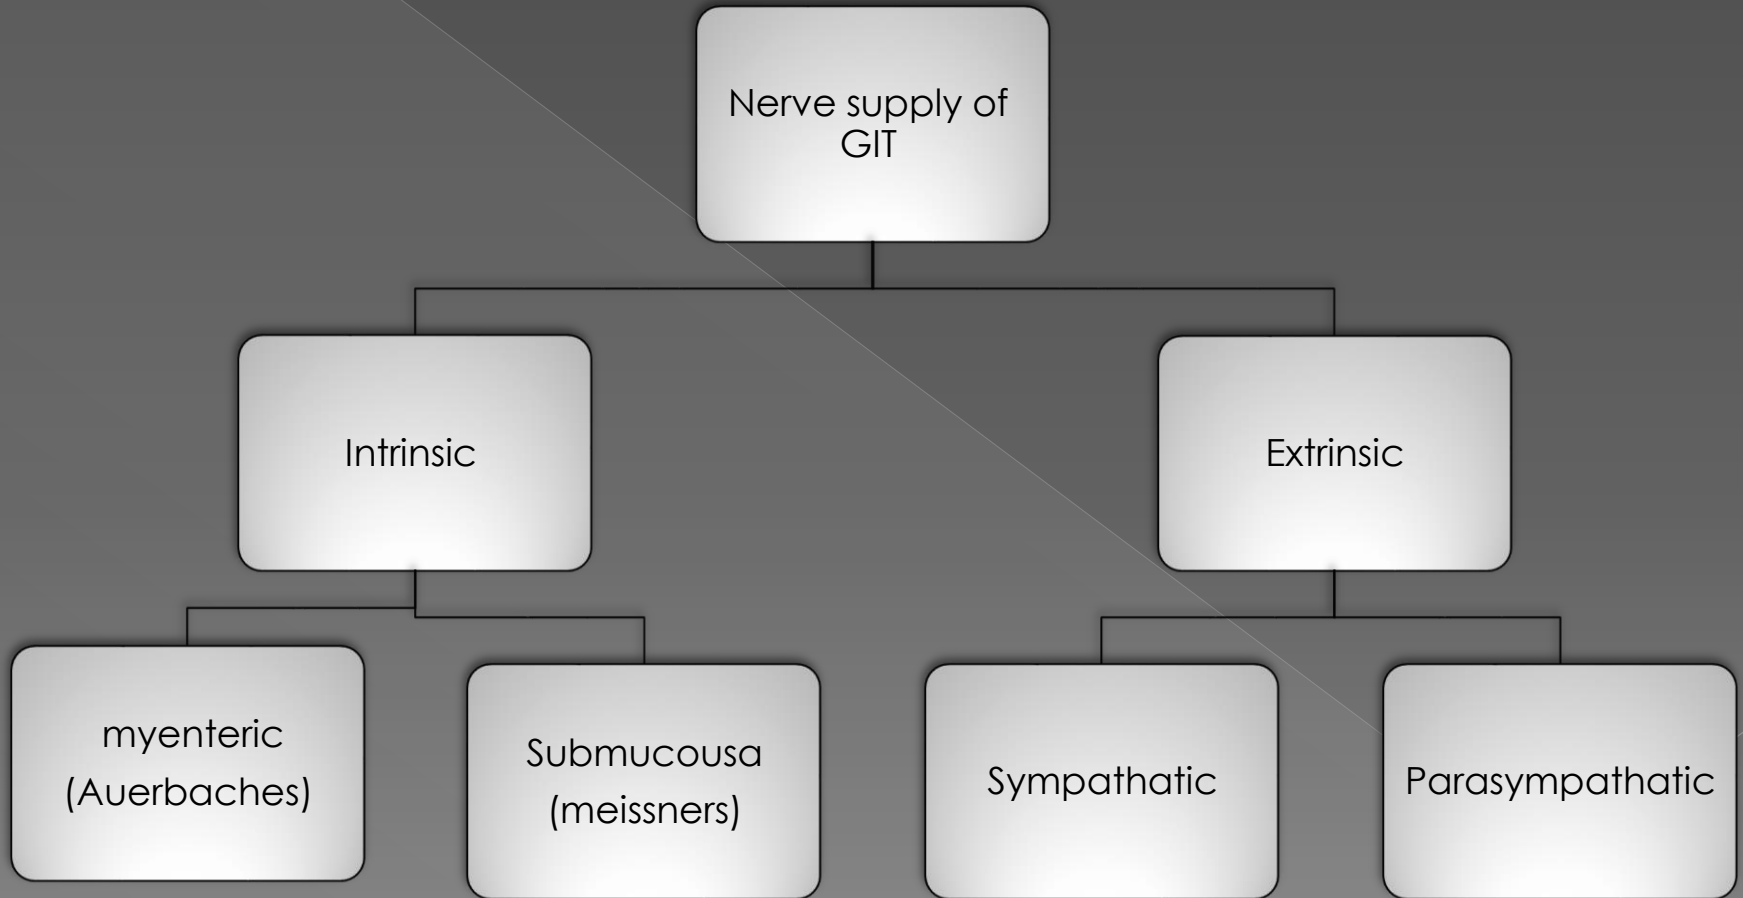 Nerve supply of
GIT
Intrinsic
Extrinsic
myenteric
(Auerbaches)
Submucousa
(meissners)
Sympathatic
Parasympathatic